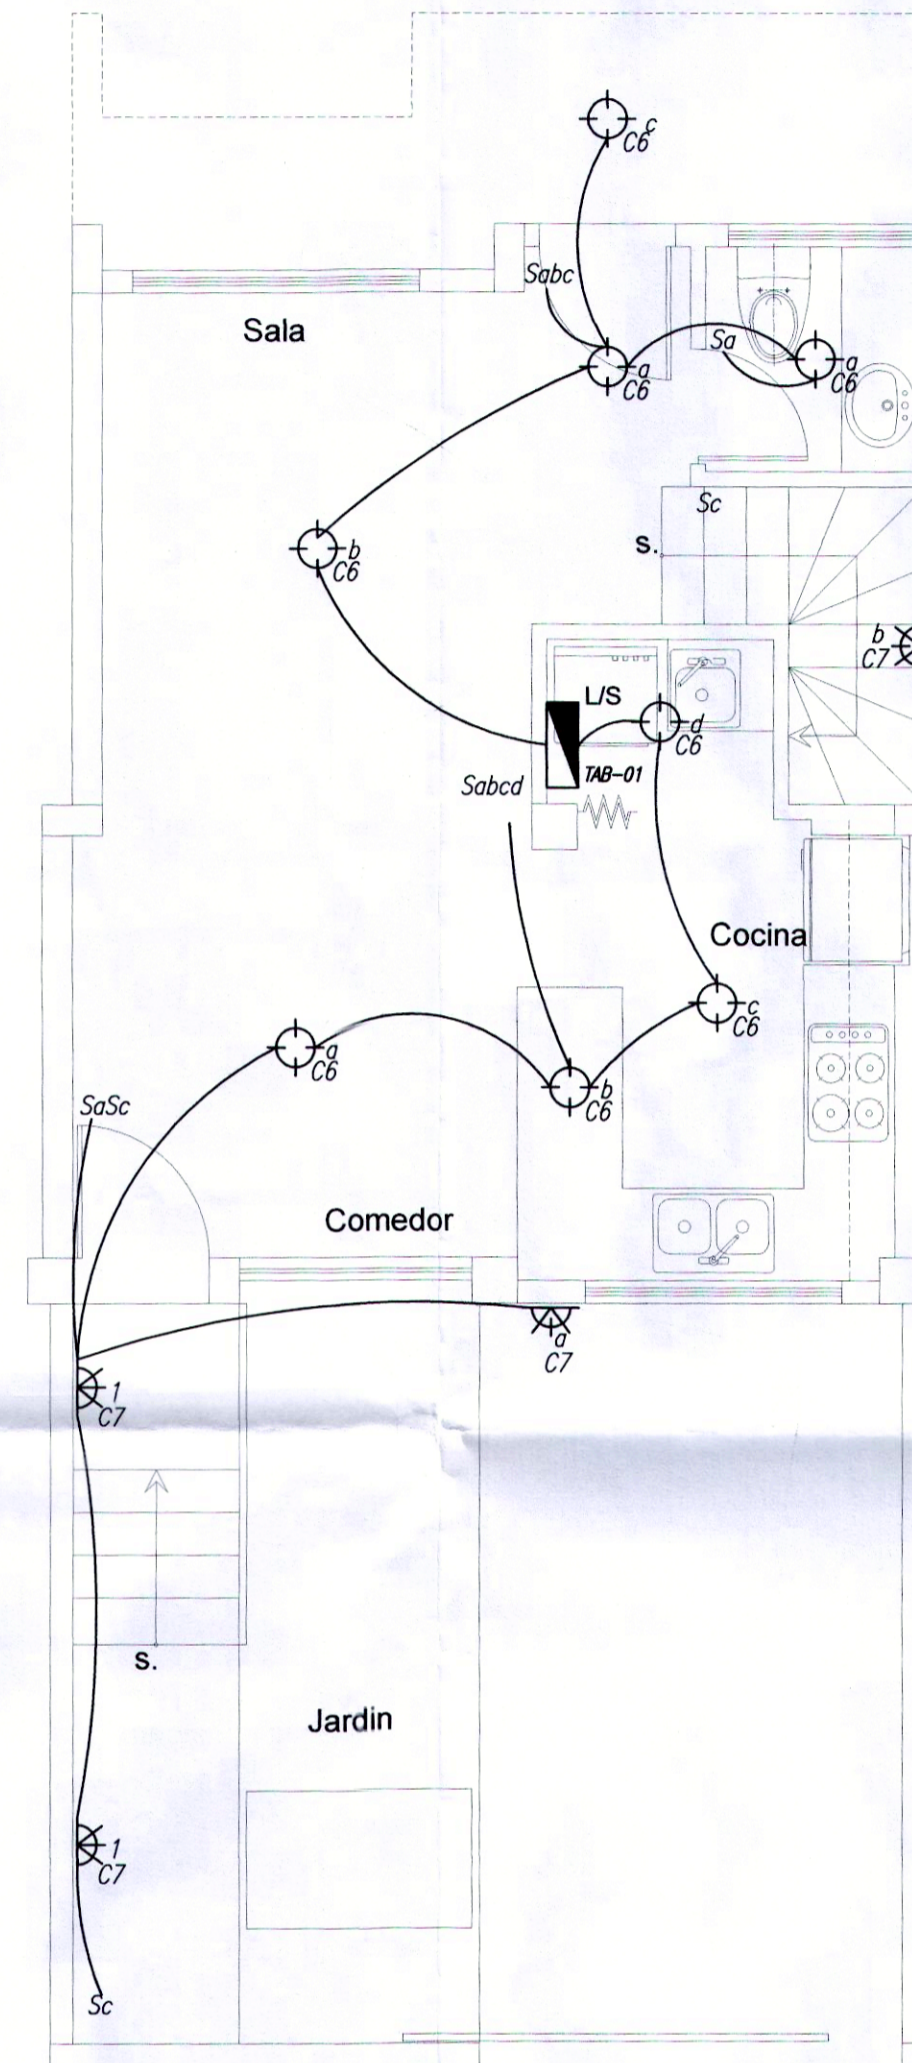 c
C6
Sabc
Sala
a
C6
Sa
a
C6
Sc
s.
b
C6
b
C7
L/S
d
C6
TAB-01
Sabcd
Cocina
c
C6
a
C6
b
C6
SaSc
Comedor
a
C7
1
C7
s.
Jardin
1
C7
Sc